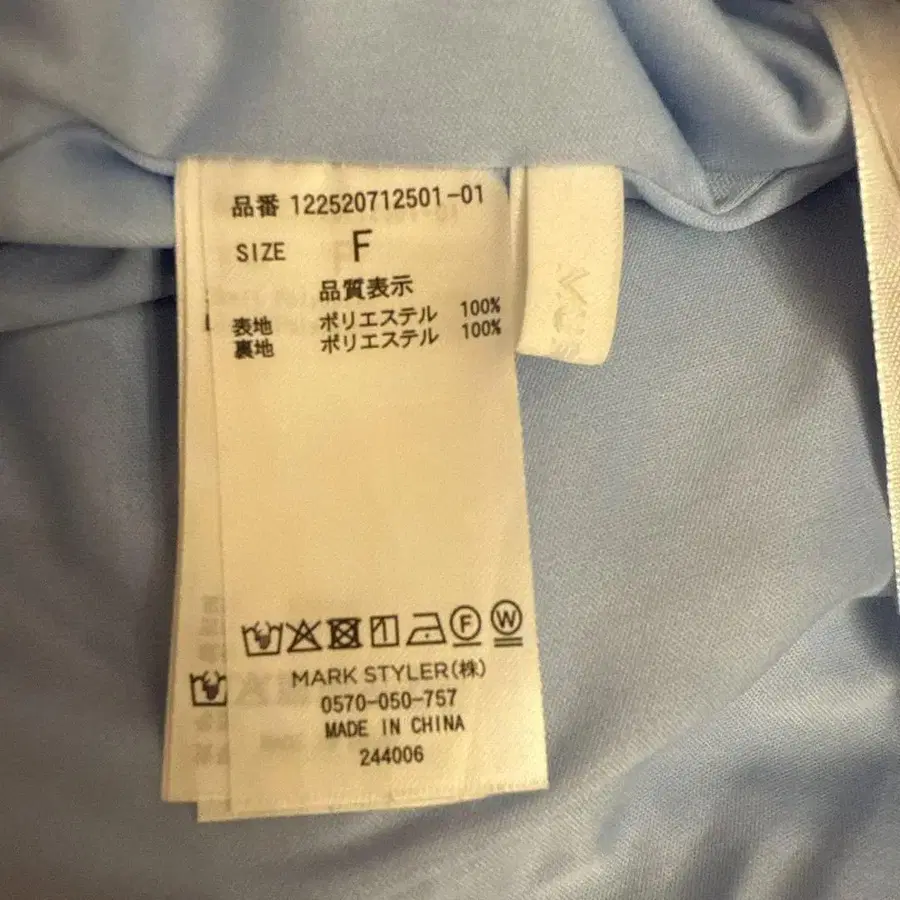 品番 122520712501-01
SIZE F
品質表示
表地 ポリエステル 100%
裏地 ポリエステル 100%
F W
MARK STYLER(株)
0570-050-757
MADE IN CHINA
244006